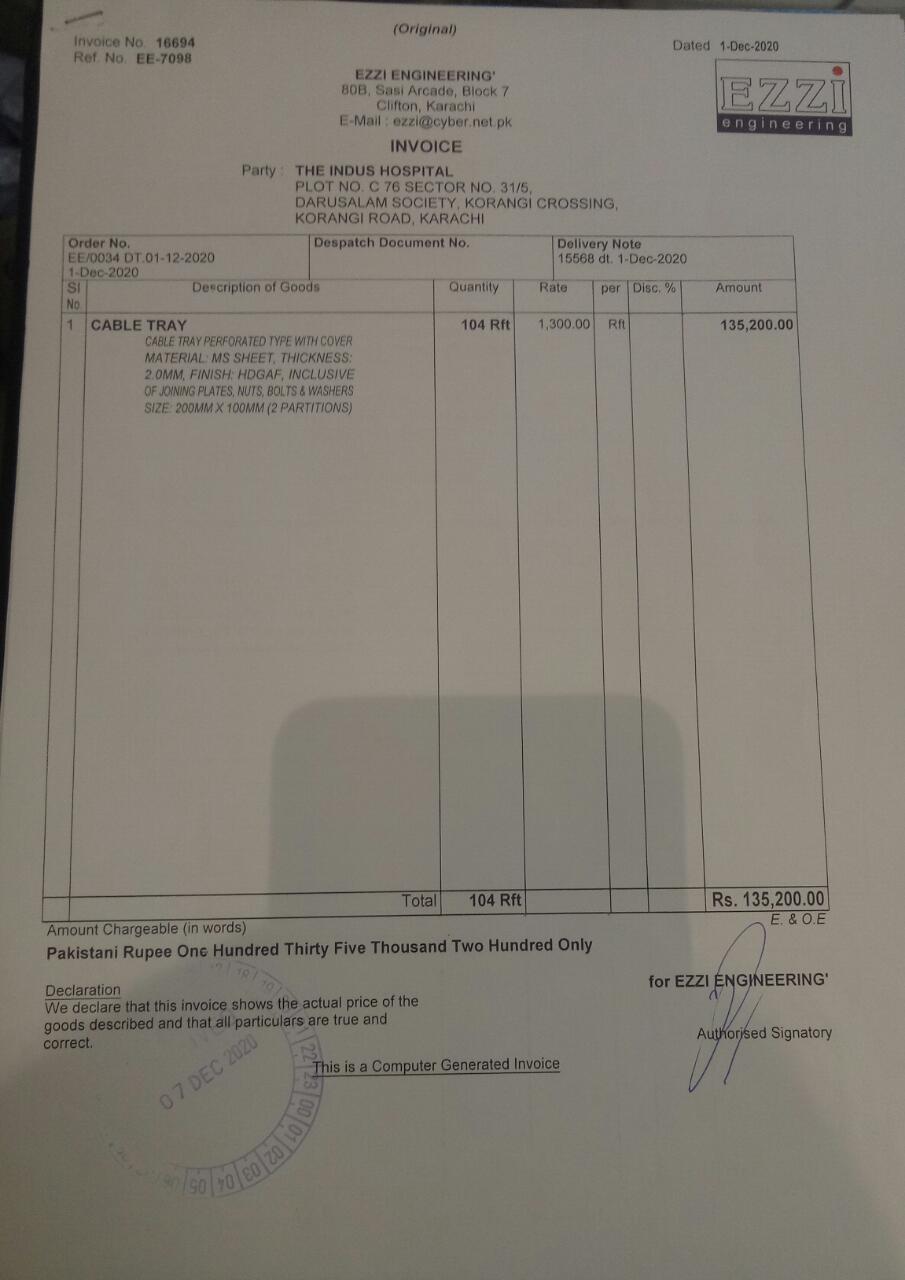 (Original)
Invoice No. 16694
Ref. No. EE-7098
Dated 1-Dec-2020
EZZI
engineering
EZZI ENGINEERING'
80B, Sasi Arcade, Block 7
Clifton, Karachi
E-Mail : ezzi@cyber.net.pk
INVOICE
Party : THE INDUS HOSPITAL
PLOT NO. C 76 SECTOR NO. 31/5,
DARUSALAM SOCIETY, KORANGI CROSSING,
KORANGI ROAD, KARACHI
Order No.
EE/0034 DT.01-12-2020
1-Dec-2020
Despatch Document No.
Delivery Note
15568 dt. 1-Dec-2020
Sl No. Description of Goods Quantity Rate per Disc. % Amount
1 CABLE TRAY 104 Rft 1,300.00 Rft 135,200.00
CABLE TRAY PERFORATED TYPE WITH COVER
MATERIAL: MS SHEET, THICKNESS:
2.0MM, FINISH: HDGAF, INCLUSIVE
OF JOINING PLATES, NUTS, BOLTS & WASHERS
SIZE: 200MM X 100MM (2 PARTITIONS)
Total 104 Rft Rs. 135,200.00
Amount Chargeable (in words) E. & O.E
Pakistani Rupee One Hundred Thirty Five Thousand Two Hundred Only
for EZZI ENGINEERING'
Declaration
We declare that this invoice shows the actual price of the
goods described and that all particulars are true and
correct.
Authorised Signatory
This is a Computer Generated Invoice
07 DEC 2020
22 23 00 01 02 03 04 05